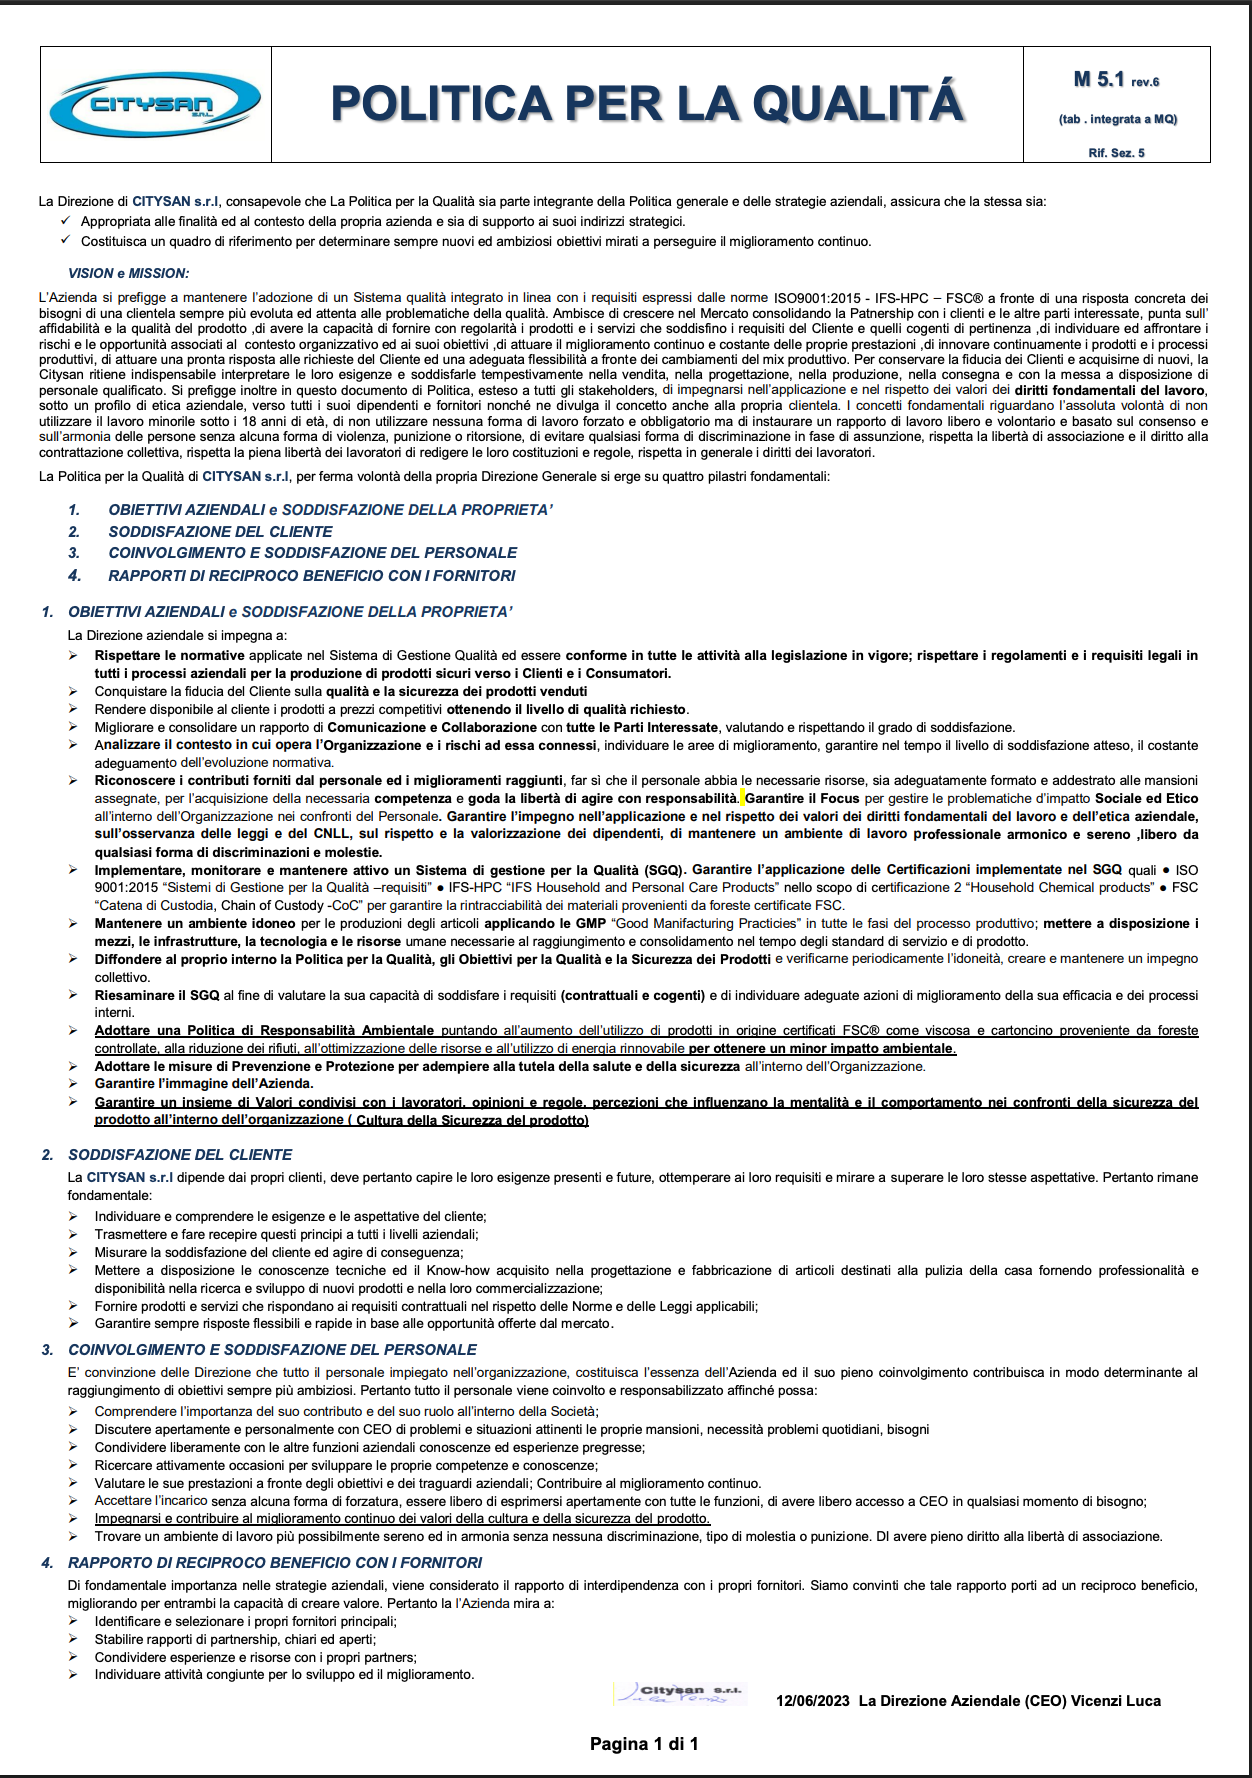 CITYSAN
S.R.L.
POLITICA PER LA QUALITÁ
M 5.1 rev.6
(tab . integrata a MQ)
Rif. Sez. 5
La Direzione di CITYSAN s.r.l, consapevole che La Politica per la Qualità sia parte integrante della Politica generale e delle strategie aziendali, assicura che la stessa sia:
✓ Appropriata alle finalità ed al contesto della propria azienda e sia di supporto ai suoi indirizzi strategici.
✓ Costituisca un quadro di riferimento per determinare sempre nuovi ed ambiziosi obiettivi mirati a perseguire il miglioramento continuo.
VISION e MISSION:
L'Azienda si prefigge a mantenere l'adozione di un Sistema qualità integrato in linea con i requisiti espressi dalle norme ISO9001:2015 - IFS-HPC – FSC® a fronte di una risposta concreta dei
bisogni di una clientela sempre più evoluta ed attenta alle problematiche della qualità. Ambisce di crescere nel Mercato consolidando la Patnership con i clienti e le altre parti interessate, punta sull'
affidabilità e la qualità del prodotto ,di avere la capacità di fornire con regolarità i prodotti e i servizi che soddisfino i requisiti del Cliente e quelli cogenti di pertinenza ,di individuare ed affrontare i
rischi e le opportunità associati al contesto organizzativo ed ai suoi obiettivi ,di attuare il miglioramento continuo e costante delle proprie prestazioni ,di innovare continuamente i prodotti e i processi
produttivi, di attuare una pronta risposta alle richieste del Cliente ed una adeguata flessibilità a fronte dei cambiamenti del mix produttivo. Per conservare la fiducia dei Clienti e acquisirne di nuovi, la
Citysan ritiene indispensabile interpretare le loro esigenze e soddisfarle tempestivamente nella vendita, nella progettazione, nella produzione, nella consegna e con la messa a disposizione di
personale qualificato. Si prefigge inoltre in questo documento di Politica, esteso a tutti gli stakeholders, di impegnarsi nell'applicazione e nel rispetto dei valori dei diritti fondamentali del lavoro,
sotto un profilo di etica aziendale, verso tutti i suoi dipendenti e fornitori nonché ne divulga il concetto anche alla propria clientela. I concetti fondamentali riguardano l'assoluta volontà di non
utilizzare il lavoro minorile sotto i 18 anni di età, di non utilizzare nessuna forma di lavoro forzato e obbligatorio ma di instaurare un rapporto di lavoro libero e volontario e basato sul consenso e
sull'armonia delle persone senza alcuna forma di violenza, punizione o ritorsione, di evitare qualsiasi forma di discriminazione in fase di assunzione, rispetta la libertà di associazione e il diritto alla
contrattazione collettiva, rispetta la piena libertà dei lavoratori di redigere le loro costituzioni e regole, rispetta in generale i diritti dei lavoratori.
La Politica per la Qualità di CITYSAN s.r.l, per ferma volontà della propria Direzione Generale si erge su quattro pilastri fondamentali:
1. OBIETTIVI AZIENDALI e SODDISFAZIONE DELLA PROPRIETA'
2. SODDISFAZIONE DEL CLIENTE
3. COINVOLGIMENTO E SODDISFAZIONE DEL PERSONALE
4. RAPPORTI DI RECIPROCO BENEFICIO CON I FORNITORI
1. OBIETTIVI AZIENDALI e SODDISFAZIONE DELLA PROPRIETA'
La Direzione aziendale si impegna a:
➢ Rispettare le normative applicate nel Sistema di Gestione Qualità ed essere conforme in tutte le attività alla legislazione in vigore; rispettare i regolamenti e i requisiti legali in
tutti i processi aziendali per la produzione di prodotti sicuri verso i Clienti e i Consumatori.
➢ Conquistare la fiducia del Cliente sulla qualità e la sicurezza dei prodotti venduti
➢ Rendere disponibile al cliente i prodotti a prezzi competitivi ottenendo il livello di qualità richiesto.
➢ Migliorare e consolidare un rapporto di Comunicazione e Collaborazione con tutte le Parti Interessate, valutando e rispettando il grado di soddisfazione.
➢ Analizzare il contesto in cui opera l'Organizzazione e i rischi ad essa connessi, individuare le aree di miglioramento, garantire nel tempo il livello di soddisfazione atteso, il costante
adeguamento dell'evoluzione normativa.
➢ Riconoscere i contributi forniti dal personale ed i miglioramenti raggiunti, far sì che il personale abbia le necessarie risorse, sia adeguatamente formato e addestrato alle mansioni
assegnate, per l'acquisizione della necessaria competenza e goda la libertà di agire con responsabilità. Garantire il Focus per gestire le problematiche d'impatto Sociale ed Etico
all'interno dell'Organizzazione nei confronti del Personale. Garantire l'impegno nell'applicazione e nel rispetto dei valori dei diritti fondamentali del lavoro e dell'etica aziendale,
sull'osservanza delle leggi e del CNLL, sul rispetto e la valorizzazione dei dipendenti, di mantenere un ambiente di lavoro professionale armonico e sereno ,libero da
qualsiasi forma di discriminazioni e molestie.
➢ Implementare, monitorare e mantenere attivo un Sistema di gestione per la Qualità (SGQ). Garantire l'applicazione delle Certificazioni implementate nel SGQ quali ● ISO
9001:2015 "Sistemi di Gestione per la Qualità –requisiti" ● IFS-HPC "IFS Household and Personal Care Products" nello scopo di certificazione 2 "Household Chemical products" ● FSC
"Catena di Custodia, Chain of Custody -CoC" per garantire la rintracciabilità dei materiali provenienti da foreste certificate FSC.
➢ Mantenere un ambiente idoneo per le produzioni degli articoli applicando le GMP "Good Manifacturing Practicies" in tutte le fasi del processo produttivo; mettere a disposizione i
mezzi, le infrastrutture, la tecnologia e le risorse umane necessarie al raggiungimento e consolidamento nel tempo degli standard di servizio e di prodotto.
➢ Diffondere al proprio interno la Politica per la Qualità, gli Obiettivi per la Qualità e la Sicurezza dei Prodotti e verificarne periodicamente l'idoneità, creare e mantenere un impegno
collettivo.
➢ Riesaminare il SGQ al fine di valutare la sua capacità di soddisfare i requisiti (contrattuali e cogenti) e di individuare adeguate azioni di miglioramento della sua efficacia e dei processi
interni.
➢ Adottare una Politica di Responsabilità Ambientale puntando all'aumento dell'utilizzo di prodotti in origine certificati FSC® come viscosa e cartoncino proveniente da foreste
controllate, alla riduzione dei rifiuti, all'ottimizzazione delle risorse e all'utilizzo di energia rinnovabile per ottenere un minor impatto ambientale.
➢ Adottare le misure di Prevenzione e Protezione per adempiere alla tutela della salute e della sicurezza all'interno dell'Organizzazione.
➢ Garantire l'immagine dell'Azienda.
➢ Garantire un insieme di Valori condivisi con i lavoratori, opinioni e regole, percezioni che influenzano la mentalità e il comportamento nei confronti della sicurezza del
prodotto all'interno dell'organizzazione ( Cultura della Sicurezza del prodotto)
2. SODDISFAZIONE DEL CLIENTE
La CITYSAN s.r.l dipende dai propri clienti, deve pertanto capire le loro esigenze presenti e future, ottemperare ai loro requisiti e mirare a superare le loro stesse aspettative. Pertanto rimane
fondamentale:
➢ Individuare e comprendere le esigenze e le aspettative del cliente;
➢ Trasmettere e fare recepire questi principi a tutti i livelli aziendali;
➢ Misurare la soddisfazione del cliente ed agire di conseguenza;
➢ Mettere a disposizione le conoscenze tecniche ed il Know-how acquisito nella progettazione e fabbricazione di articoli destinati alla pulizia della casa fornendo professionalità e
disponibilità nella ricerca e sviluppo di nuovi prodotti e nella loro commercializzazione;
➢ Fornire prodotti e servizi che rispondano ai requisiti contrattuali nel rispetto delle Norme e delle Leggi applicabili;
➢ Garantire sempre risposte flessibili e rapide in base alle opportunità offerte dal mercato.
3. COINVOLGIMENTO E SODDISFAZIONE DEL PERSONALE
E' convinzione delle Direzione che tutto il personale impiegato nell'organizzazione, costituisca l'essenza dell'Azienda ed il suo pieno coinvolgimento contribuisca in modo determinante al
raggiungimento di obiettivi sempre più ambiziosi. Pertanto tutto il personale viene coinvolto e responsabilizzato affinché possa:
➢ Comprendere l'importanza del suo contributo e del suo ruolo all'interno della Società;
➢ Discutere apertamente e personalmente con CEO di problemi e situazioni attinenti le proprie mansioni, necessità problemi quotidiani, bisogni
➢ Condividere liberamente con le altre funzioni aziendali conoscenze ed esperienze pregresse;
➢ Ricercare attivamente occasioni per sviluppare le proprie competenze e conoscenze;
➢ Valutare le sue prestazioni a fronte degli obiettivi e dei traguardi aziendali; Contribuire al miglioramento continuo.
➢ Accettare l'incarico senza alcuna forma di forzatura, essere libero di esprimersi apertamente con tutte le funzioni, di avere libero accesso a CEO in qualsiasi momento di bisogno;
➢ Impegnarsi e contribuire al miglioramento continuo dei valori della cultura e della sicurezza del prodotto.
➢ Trovare un ambiente di lavoro più possibilmente sereno ed in armonia senza nessuna discriminazione, tipo di molestia o punizione. DI avere pieno diritto alla libertà di associazione.
4. RAPPORTO DI RECIPROCO BENEFICIO CON I FORNITORI
Di fondamentale importanza nelle strategie aziendali, viene considerato il rapporto di interdipendenza con i propri fornitori. Siamo convinti che tale rapporto porti ad un reciproco beneficio,
migliorando per entrambi la capacità di creare valore. Pertanto la l'Azienda mira a:
➢ Identificare e selezionare i propri fornitori principali;
➢ Stabilire rapporti di partnership, chiari ed aperti;
➢ Condividere esperienze e risorse con i propri partners;
➢ Individuare attività congiunte per lo sviluppo ed il miglioramento.
Citysan s.r.l.
12/06/2023 La Direzione Aziendale (CEO) Vicenzi Luca
Pagina 1 di 1